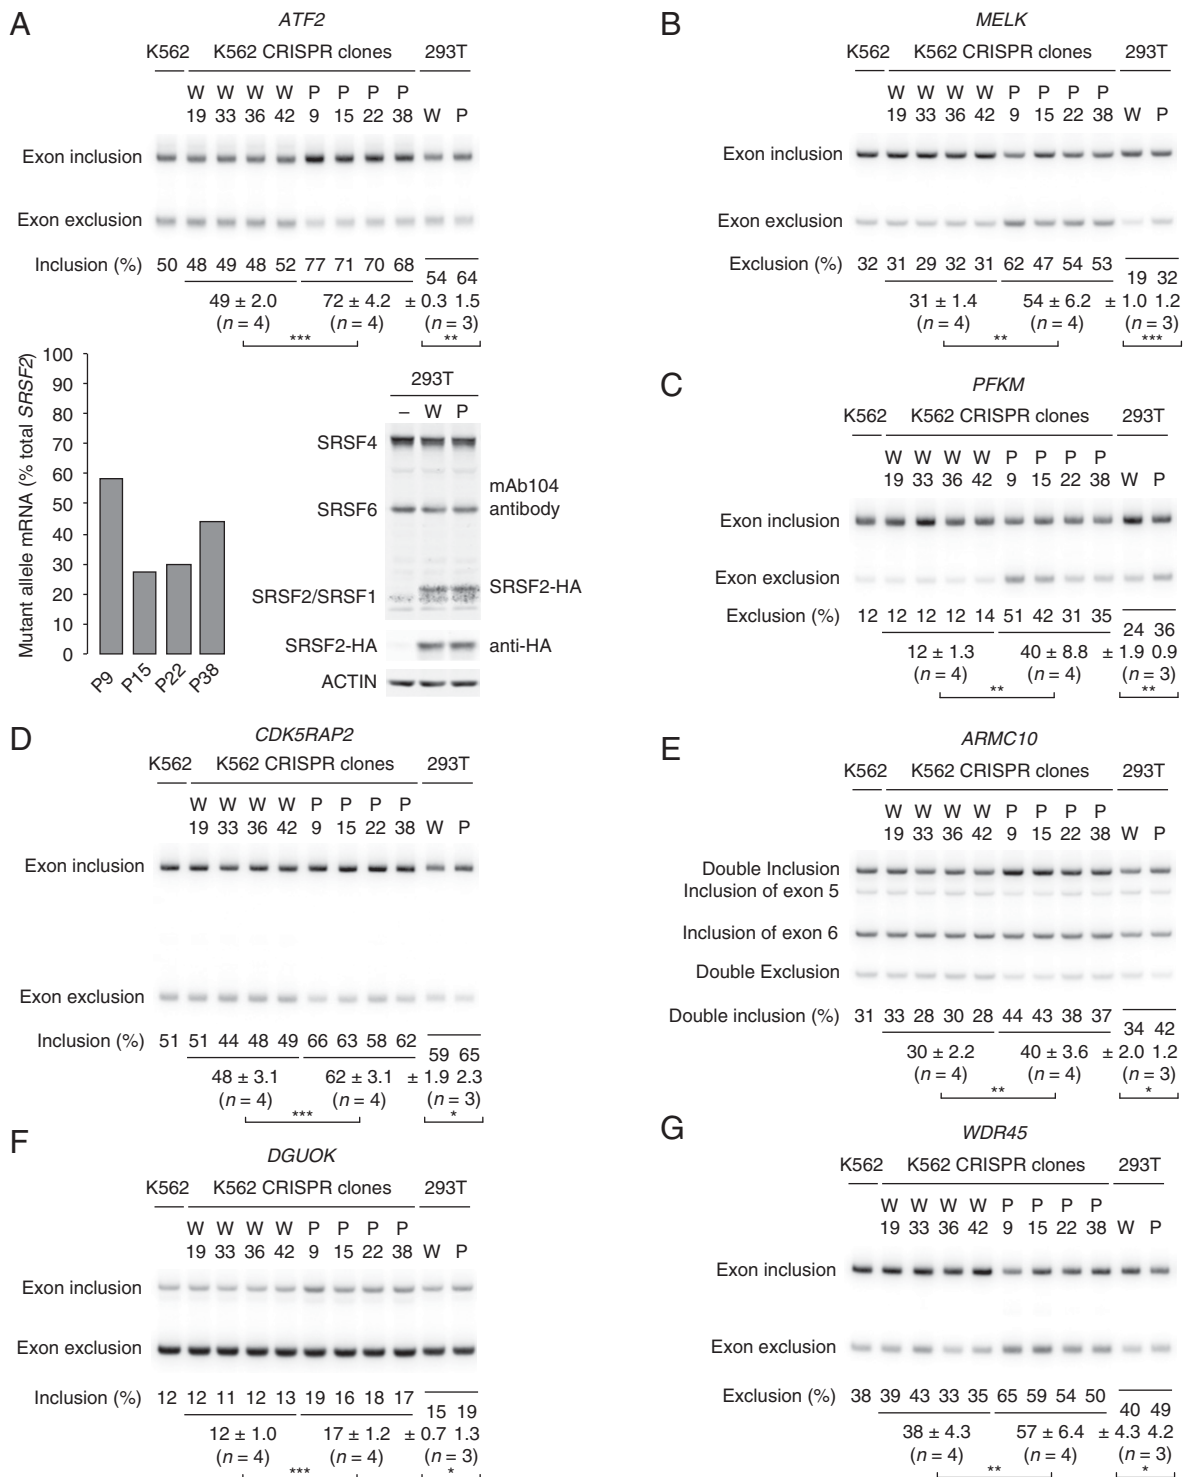 A
ATF2
K562 K562 CRISPR clones 293T
W W W W P P P P
19 33 36 42 9 15 22 38 W P
Exon inclusion
Exon exclusion
Inclusion (%) 50 48 49 48 52 77 71 70 68
54 64
49 ± 2.0 72 ± 4.2 ± 0.3 1.5
(n = 4) (n = 4) (n = 3)
*** **
Mutant allele mRNA (% total SRSF2)
100
90
80
70
60
50
40
30
20
10
0
P9 P15 P22 P38
293T
– W P
SRSF4
mAb104
antibody
SRSF6
SRSF2-HA
SRSF2/SRSF1
SRSF2-HA anti-HA
ACTIN
B
MELK
K562 K562 CRISPR clones 293T
W W W W P P P P
19 33 36 42 9 15 22 38 W P
Exon inclusion
Exon exclusion
Exclusion (%) 32 31 29 32 31 62 47 54 53
19 32
31 ± 1.4 54 ± 6.2 ± 1.0 1.2
(n = 4) (n = 4) (n = 3)
** ***
C
PFKM
K562 K562 CRISPR clones 293T
W W W W P P P P
19 33 36 42 9 15 22 38 W P
Exon inclusion
Exon exclusion
Exclusion (%) 12 12 12 12 14 51 42 31 35
24 36
12 ± 1.3 40 ± 8.8 ± 1.9 0.9
(n = 4) (n = 4) (n = 3)
** **
D
CDK5RAP2
K562 K562 CRISPR clones 293T
W W W W P P P P
19 33 36 42 9 15 22 38 W P
Exon inclusion
Exon exclusion
Inclusion (%) 51 51 44 48 49 66 63 58 62
59 65
48 ± 3.1 62 ± 3.1 ± 1.9 2.3
(n = 4) (n = 4) (n = 3)
*** *
E
ARMC10
K562 K562 CRISPR clones 293T
W W W W P P P P
19 33 36 42 9 15 22 38 W P
Double Inclusion
Inclusion of exon 5
Inclusion of exon 6
Double Exclusion
Double inclusion (%) 31 33 28 30 28 44 43 38 37
34 42
30 ± 2.2 40 ± 3.6 ± 2.0 1.2
(n = 4) (n = 4) (n = 3)
** *
F
DGUOK
K562 K562 CRISPR clones 293T
W W W W P P P P
19 33 36 42 9 15 22 38 W P
Exon inclusion
Exon exclusion
Inclusion (%) 12 12 11 12 13 19 16 18 17
15 19
12 ± 1.0 17 ± 1.2 ± 0.7 1.3
(n = 4) (n = 4) (n = 3)
*** *
G
WDR45
K562 K562 CRISPR clones 293T
W W W W P P P P
19 33 36 42 9 15 22 38 W P
Exon inclusion
Exon exclusion
Exclusion (%) 38 39 43 33 35 65 59 54 50
40 49
38 ± 4.3 57 ± 6.4 ± 4.3 4.2
(n = 4) (n = 4) (n = 3)
** *